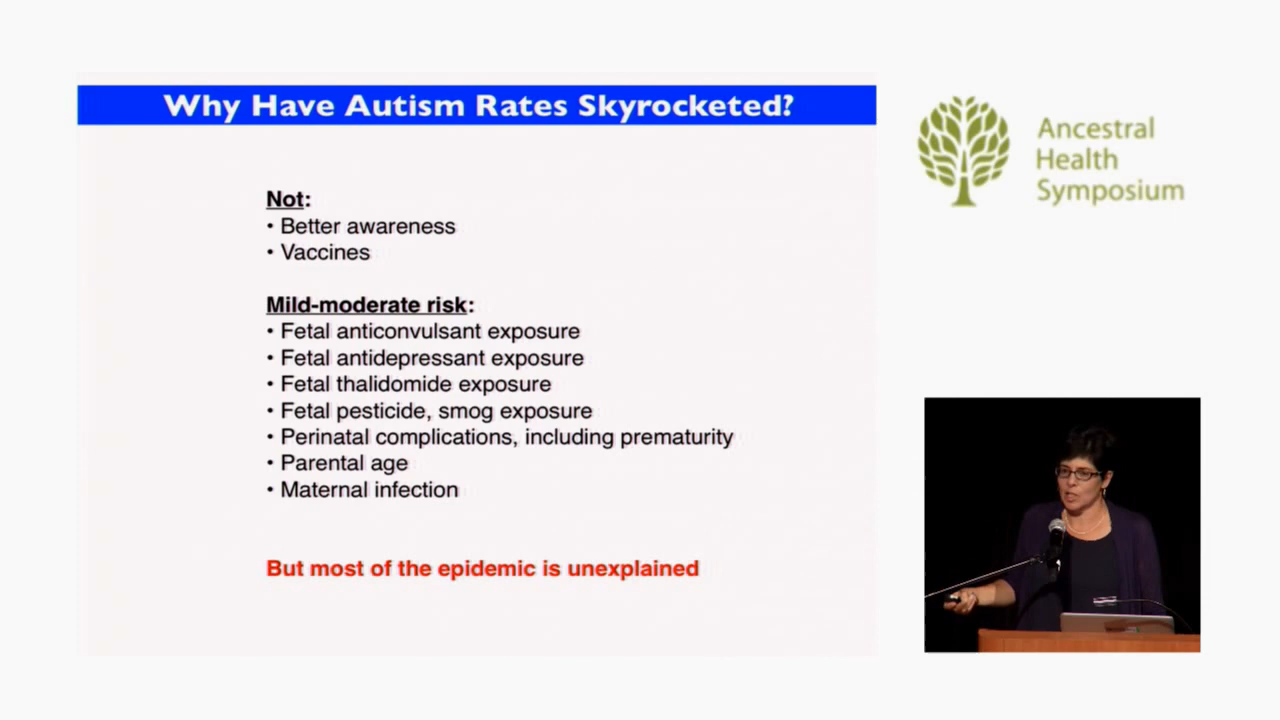 Why Have Autism Rates Skyrocketed?
Not:
• Better awareness
• Vaccines
Mild-moderate risk:
• Fetal anticonvulsant exposure
• Fetal antidepressant exposure
• Fetal thalidomide exposure
• Fetal pesticide, smog exposure
• Perinatal complications, including prematurity
• Parental age
• Maternal infection
But most of the epidemic is unexplained
Ancestral
Health
Symposium